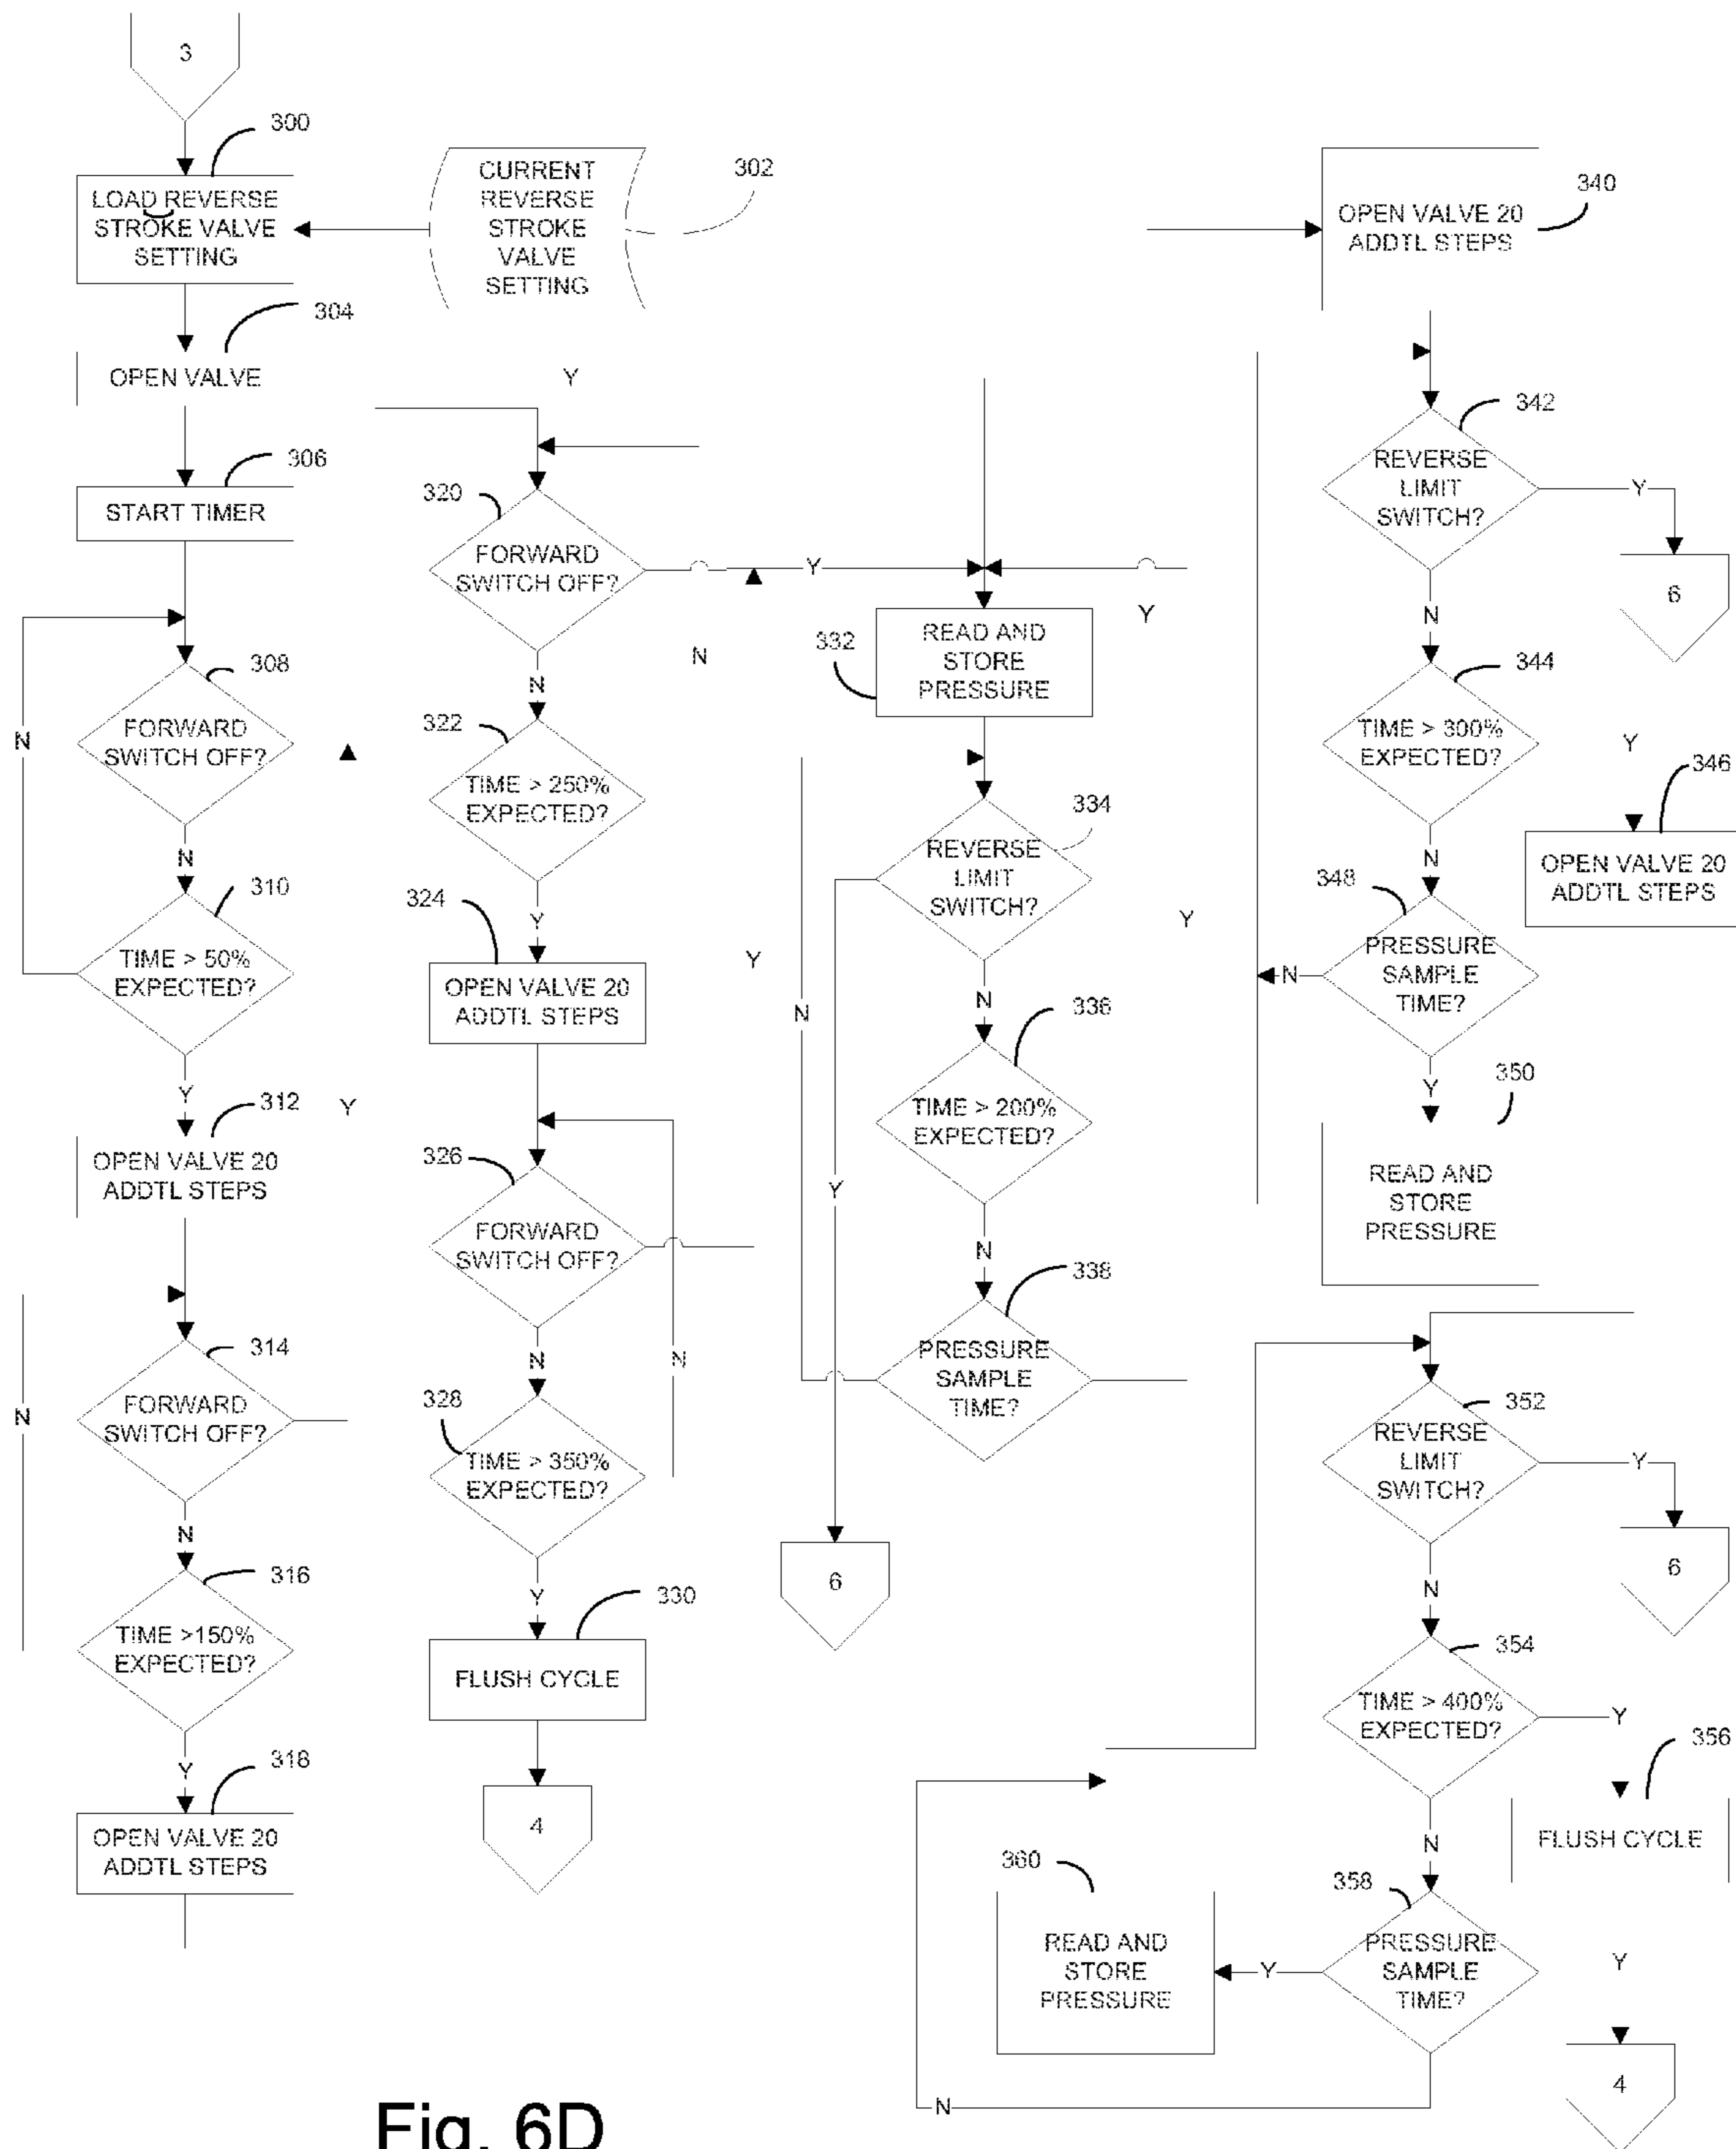 3
300
LOAD REVERSE
STROKE VALVE
SETTING
CURRENT
REVERSE
STROKE
VALVE
SETTING
302
304
OPEN VALVE
306
START TIMER
308
FORWARD
SWITCH OFF?
N
N
310
TIME > 50%
EXPECTED?
Y
312
Y
OPEN VALVE 20
ADDTL STEPS
314
FORWARD
SWITCH OFF?
N
N
316
TIME >150%
EXPECTED?
Y
318
OPEN VALVE 20
ADDTL STEPS
Y
320
FORWARD
SWITCH OFF?
Y
N
N
322
TIME > 250%
EXPECTED?
Y
324
Y
OPEN VALVE 20
ADDTL STEPS
326
FORWARD
SWITCH OFF?
N
N
328
TIME > 350%
EXPECTED?
Y
330
FLUSH CYCLE
4
Y
332
READ AND
STORE
PRESSURE
334
REVERSE
LIMIT
SWITCH?
Y
N
N
Y
336
TIME > 200%
EXPECTED?
N
338
PRESSURE
SAMPLE
TIME?
6
340
OPEN VALVE 20
ADDTL STEPS
342
REVERSE
LIMIT
SWITCH?
Y
6
N
344
TIME > 300%
EXPECTED?
Y
346
OPEN VALVE 20
ADDTL STEPS
N
348
PRESSURE
SAMPLE
TIME?
N
Y
350
READ AND
STORE
PRESSURE
352
REVERSE
LIMIT
SWITCH?
Y
6
N
354
TIME > 400%
EXPECTED?
Y
356
FLUSH CYCLE
N
358
PRESSURE
SAMPLE
TIME?
Y
Y
360
READ AND
STORE
PRESSURE
4
N
Fig. 6D